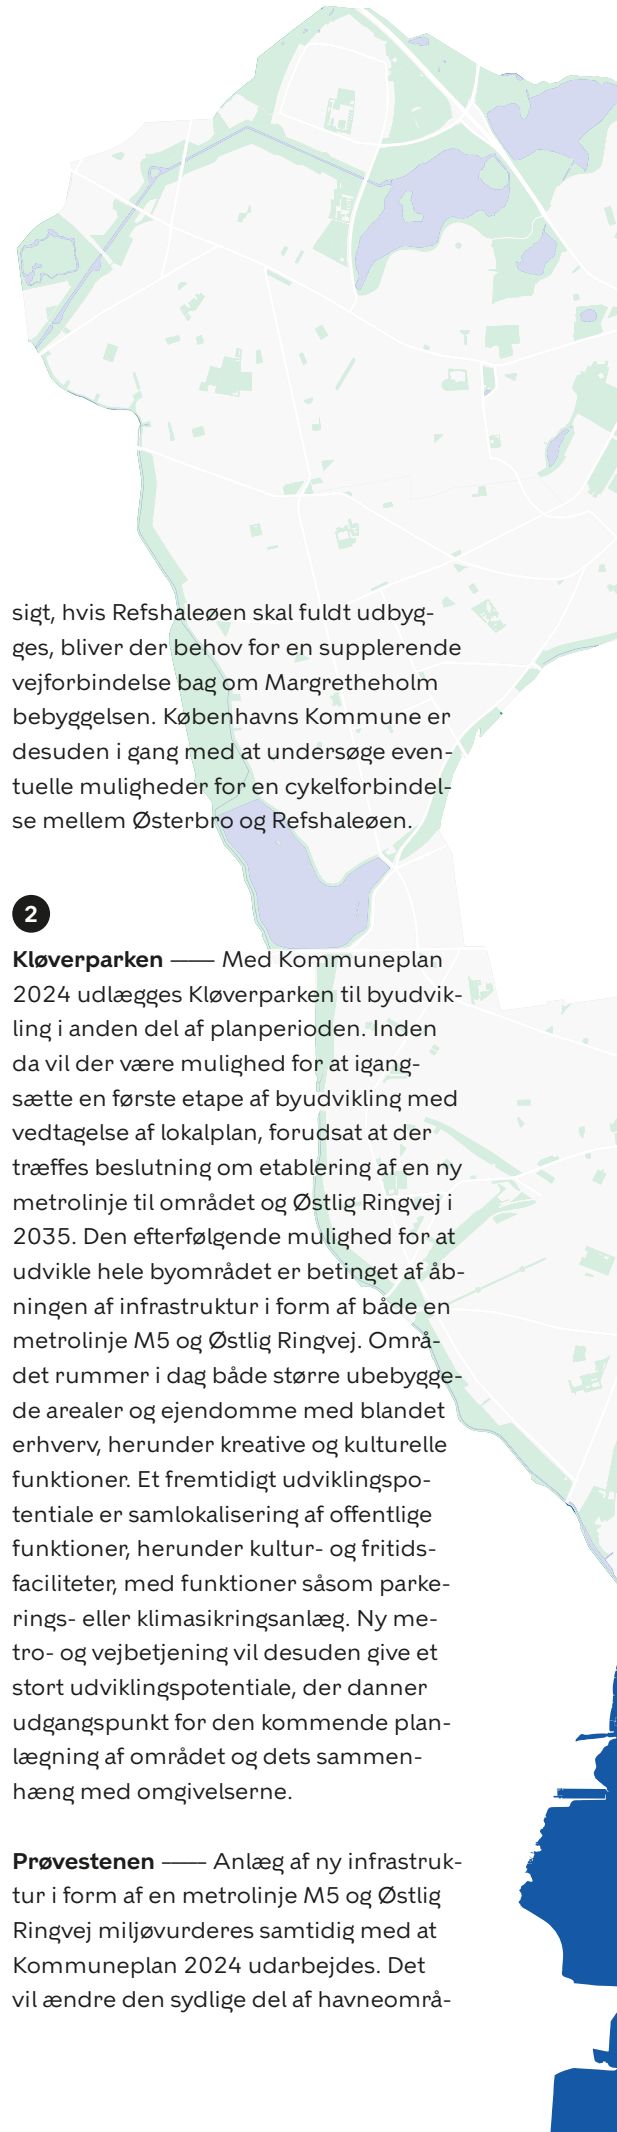 sigt, hvis Refshaleøen skal fuldt udbyg-
ges, bliver der behov for en supplerende
vejforbindelse bag om Margretheholm
bebyggelsen. Københavns Kommune er
desuden i gang med at undersøge even-
tuelle muligheder for en cykelforbindel-
se mellem Østerbro og Refshaleøen.
2
Kløverparken —— Med Kommuneplan
2024 udlægges Kløverparken til byudvik-
ling i anden del af planperioden. Inden
da vil der være mulighed for at igang-
sætte en første etape af byudvikling med
vedtagelse af lokalplan, forudsat at der
træffes beslutning om etablering af en ny
metrolinje til området og Østlig Ringvej i
2035. Den efterfølgende mulighed for at
udvikle hele byområdet er betinget af åb-
ningen af infrastruktur i form af både en
metrolinje M5 og Østlig Ringvej. Områ-
det rummer i dag både større ubebygge-
de arealer og ejendomme med blandet
erhverv, herunder kreative og kulturelle
funktioner. Et fremtidigt udviklingspo-
tentiale er samlokalisering af offentlige
funktioner, herunder kultur- og fritids-
faciliteter, med funktioner såsom parke-
rings- eller klimasikringsanlæg. Ny me-
tro- og vejbetjening vil desuden give et
stort udviklingspotentiale, der danner
udgangspunkt for den kommende plan-
lægning af området og dets sammen-
hæng med omgivelserne.
Prøvestenen —— Anlæg af ny infrastruk-
tur i form af en metrolinje M5 og Østlig
Ringvej miljøvurderes samtidig med at
Kommuneplan 2024 udarbejdes. Det
vil ændre den sydlige del af havneområ-